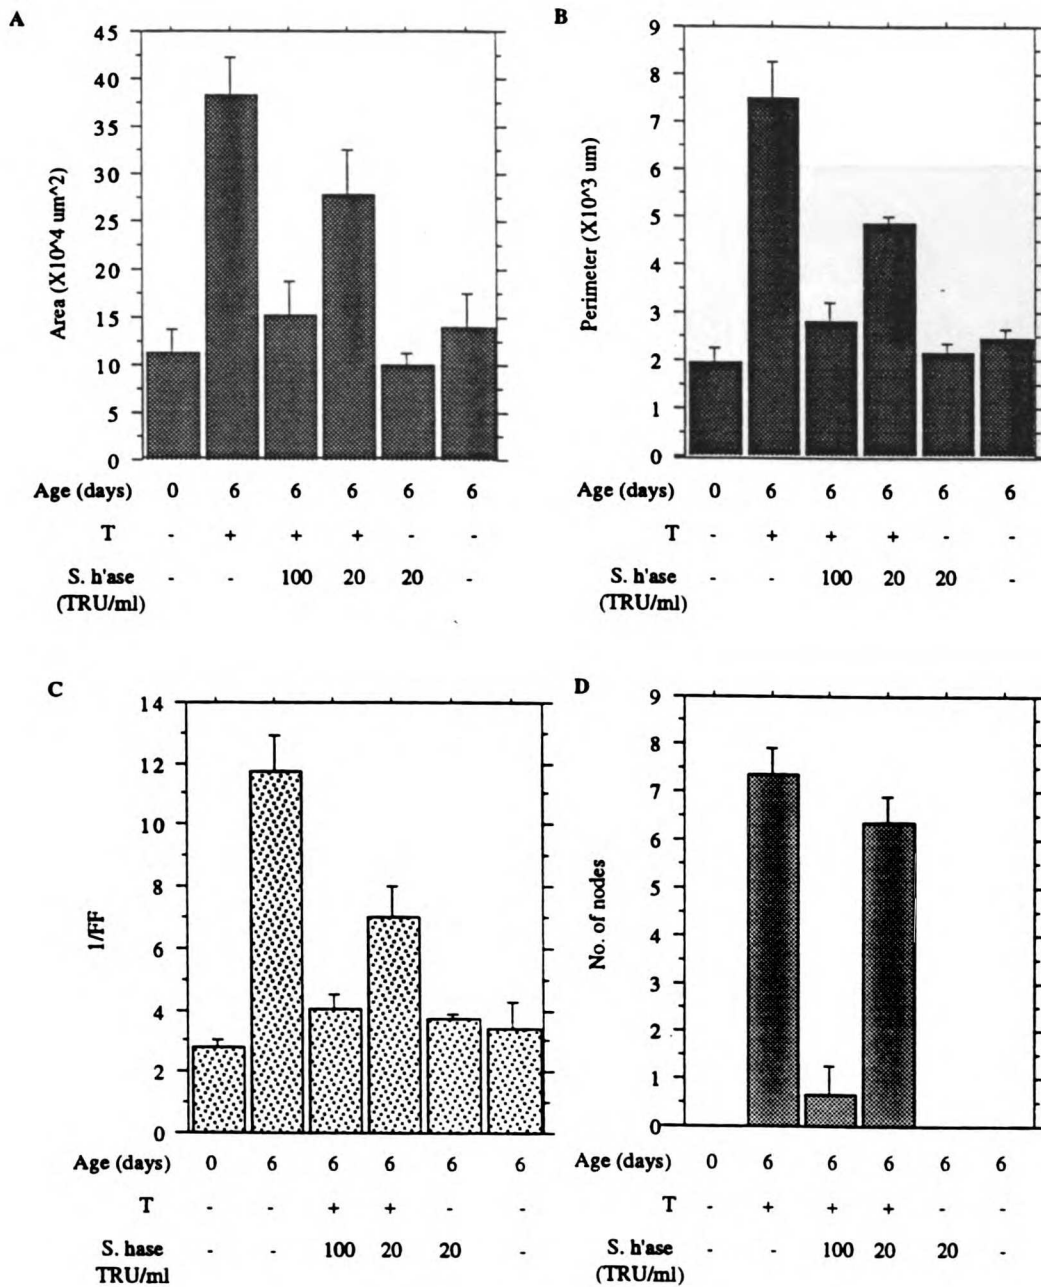 A
45
40
35
30
25
20
15
10
5
0
Area (X10^4 um^2)
Age (days) 0 6 6 6 6 6
T - + + + - -
S. h'ase - - 100 20 20 -
(TRU/ml)
B
9
8
7
6
5
4
3
2
1
0
Perimeter (X10^3 um)
Age (days) 0 6 6 6 6 6
T - + + + - -
S. h'ase - - 100 20 20 -
(TRU/ml)
C
14
12
10
8
6
4
2
0
1/FF
Age (days) 0 6 6 6 6 6
T - - + + - -
S. hase - - 100 20 20 -
TRU/ml
D
9
8
7
6
5
4
3
2
1
0
No. of nodes
Age (days) 0 6 6 6 6 6
T - + + + - -
S. h'ase - - 100 20 20 -
(TRU/ml)